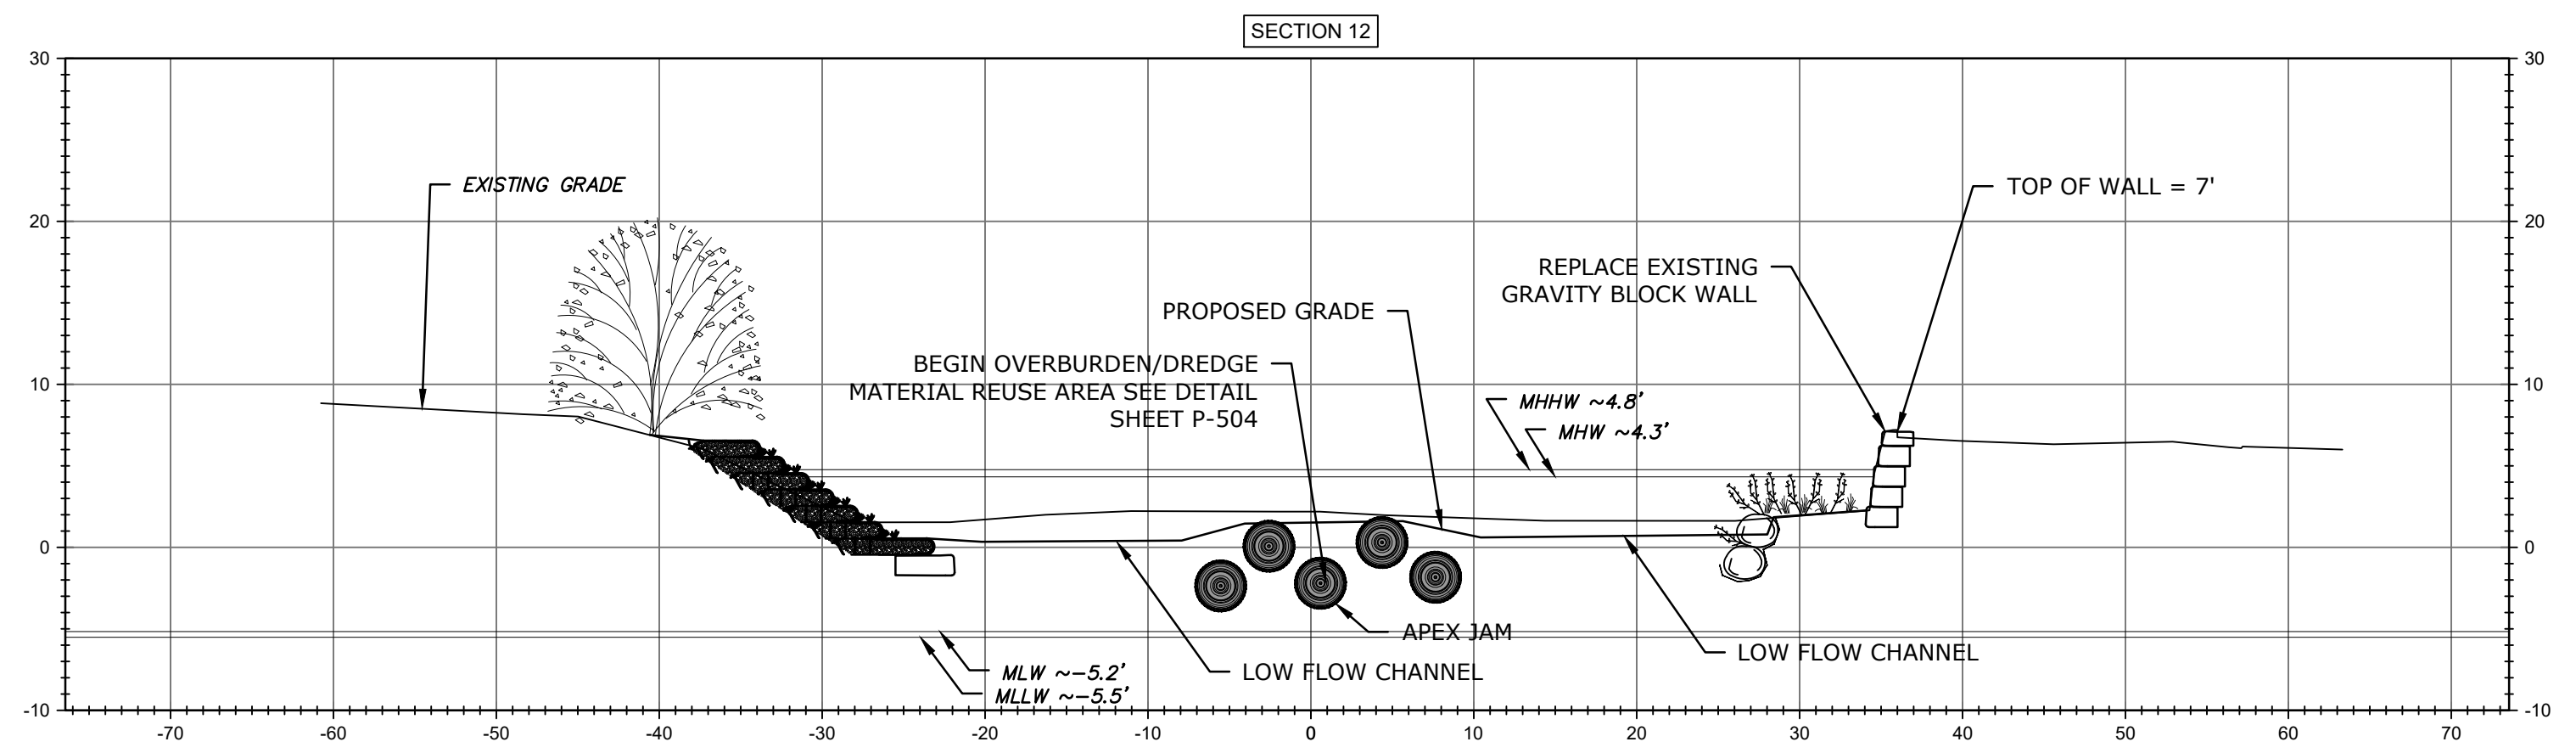 SECTION 12
30
30
EXISTING GRADE
TOP OF WALL = 7'
20
20
REPLACE EXISTING
GRAVITY BLOCK WALL
PROPOSED GRADE
BEGIN OVERBURDEN/DREDGE
MATERIAL REUSE AREA SEE DETAIL
SHEET P-504
10
10
MHHW ~4.8'
MHW ~4.3'
0
0
APEX JAM
LOW FLOW CHANNEL
LOW FLOW CHANNEL
MLW ~-5.2'
MLLW ~-5.5'
-10
-10
-70 -60 -50 -40 -30 -20 -10 0 10 20 30 40 50 60 70